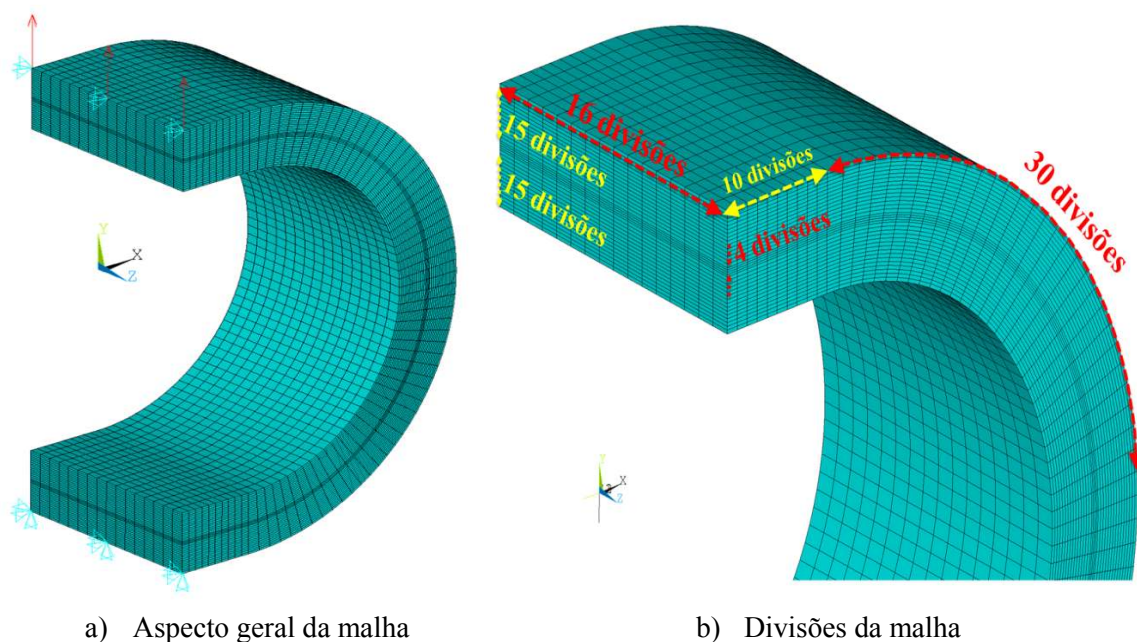 Y
X
Z
a) Aspecto geral da malha
16 divisões
15 divisões
15 divisões
10 divisões
4 divisões
30 divisões
Y
X
Z
b) Divisões da malha